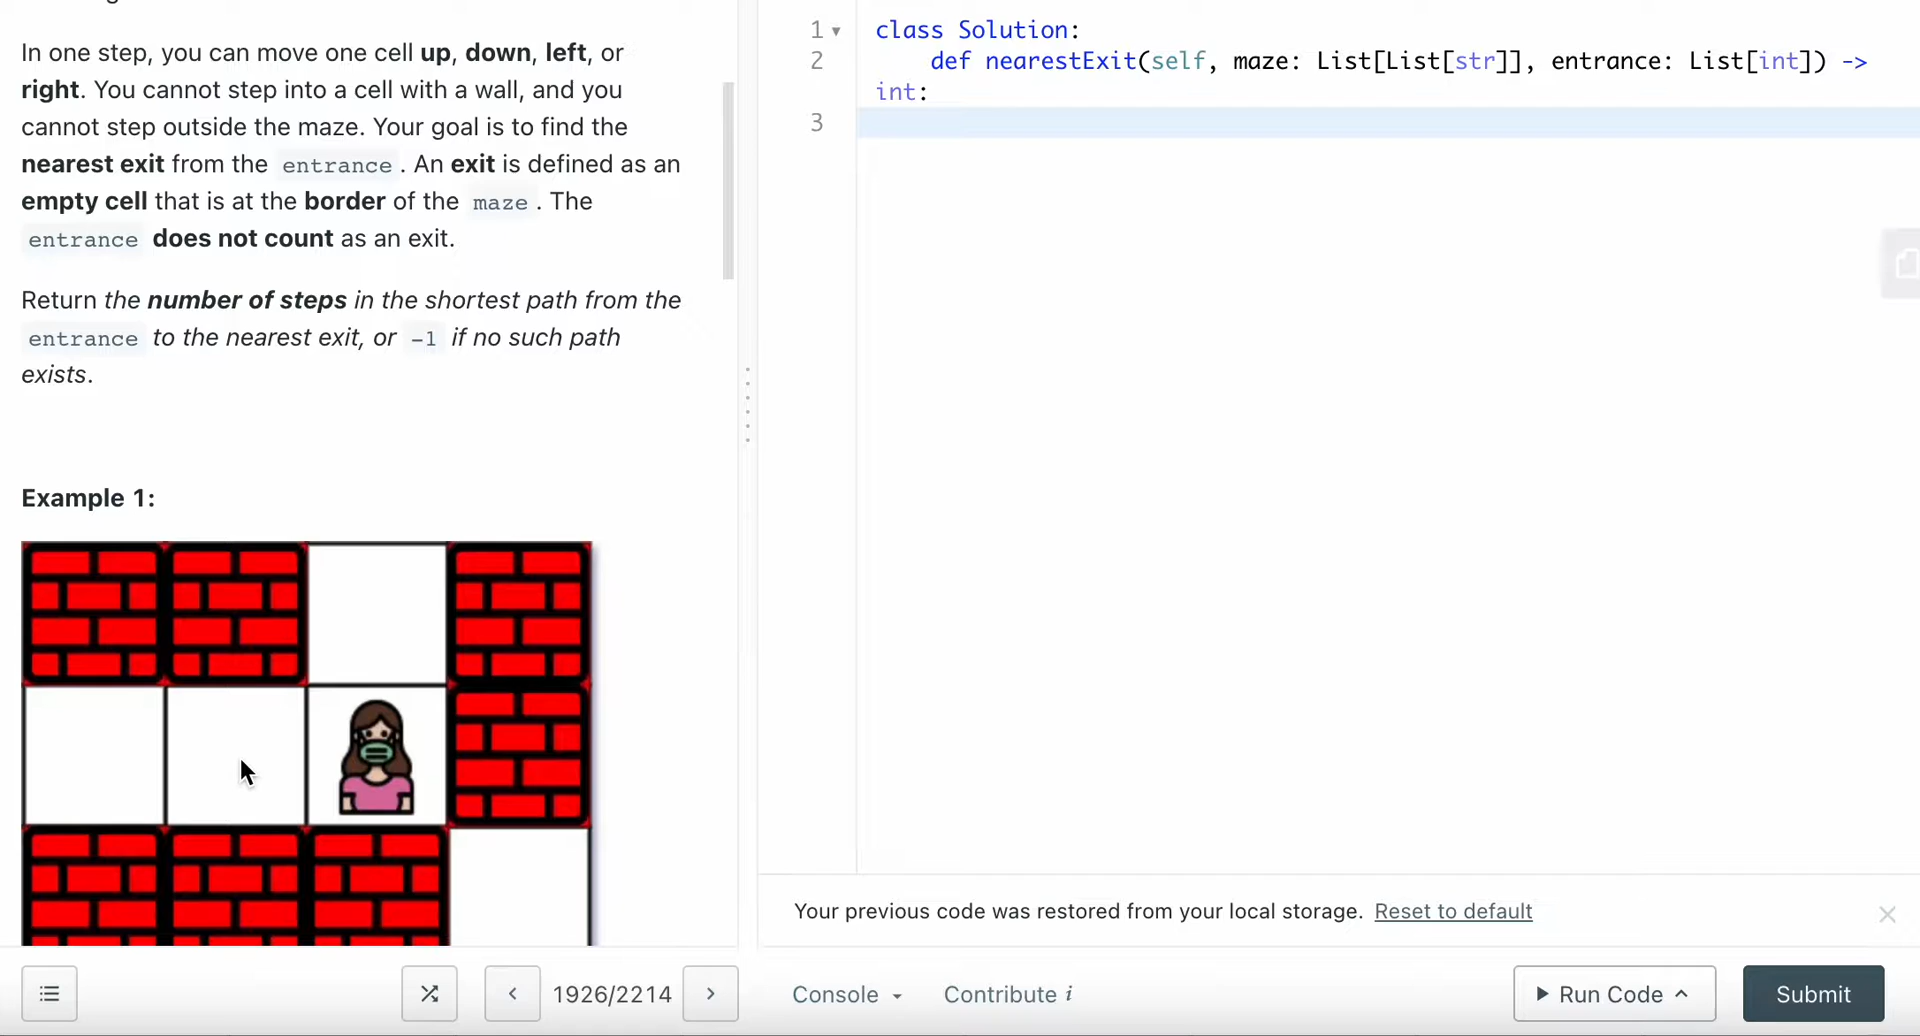 In one step, you can move one cell up, down, left, or
right. You cannot step into a cell with a wall, and you
cannot step outside the maze. Your goal is to find the
nearest exit from the entrance . An exit is defined as an
empty cell that is at the border of the maze . The
entrance does not count as an exit.
Return the number of steps in the shortest path from the
entrance to the nearest exit, or -1 if no such path
exists.
Example 1:
1926/2214
1
class Solution:
2
def nearestExit(self, maze: List[List[str]], entrance: List[int]) ->
int:
3
Your previous code was restored from your local storage. Reset to default
Console
Contribute i
Run Code
Submit